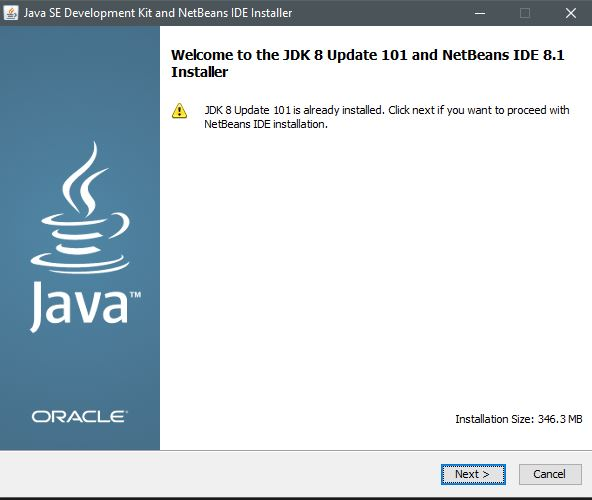 Java SE Development Kit and NetBeans IDE Installer
Welcome to the JDK 8 Update 101 and NetBeans IDE 8.1
Installer
JDK 8 Update 101 is already installed. Click next if you want to proceed with
NetBeans IDE installation.
Java™
ORACLE
Installation Size: 346.3 MB
Next >
Cancel